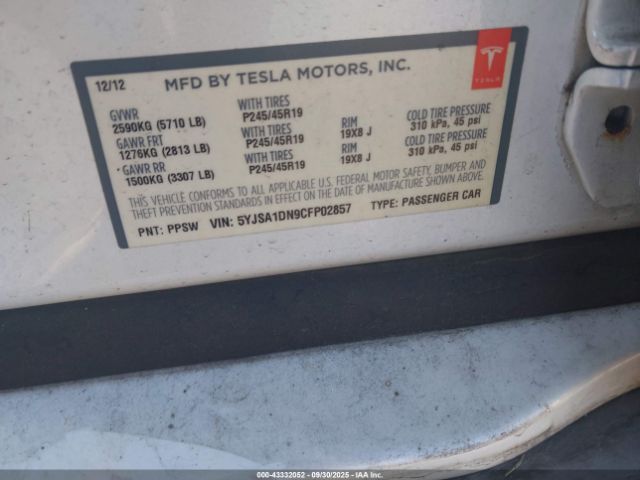 12/12 MFD BY TESLA MOTORS, INC.
TESLA
GVWR WITH TIRES RIM COLD TIRE PRESSURE
2590KG (5710 LB) P245/45R19 19X8 J 310 kPa, 45 psi
GAWR FRT WITH TIRES RIM COLD TIRE PRESSURE
1276KG (2813 LB) P245/45R19 19X8 J 310 kPa, 45 psi
GAWR RR WITH TIRES
1500KG (3307 LB) P245/45R19
THIS VEHICLE CONFORMS TO ALL APPLICABLE U.S. FEDERAL MOTOR SAFETY, BUMPER AND
THEFT PREVENTION STANDARDS IN EFFECT ON THE DATE OF MANUFACTURE SHOWN ABOVE.
PNT: PPSW VIN: 5YJSA1DN9CFP02857 TYPE: PASSENGER CAR
000-43332052 - 09/30/2025 - IAAI.COM